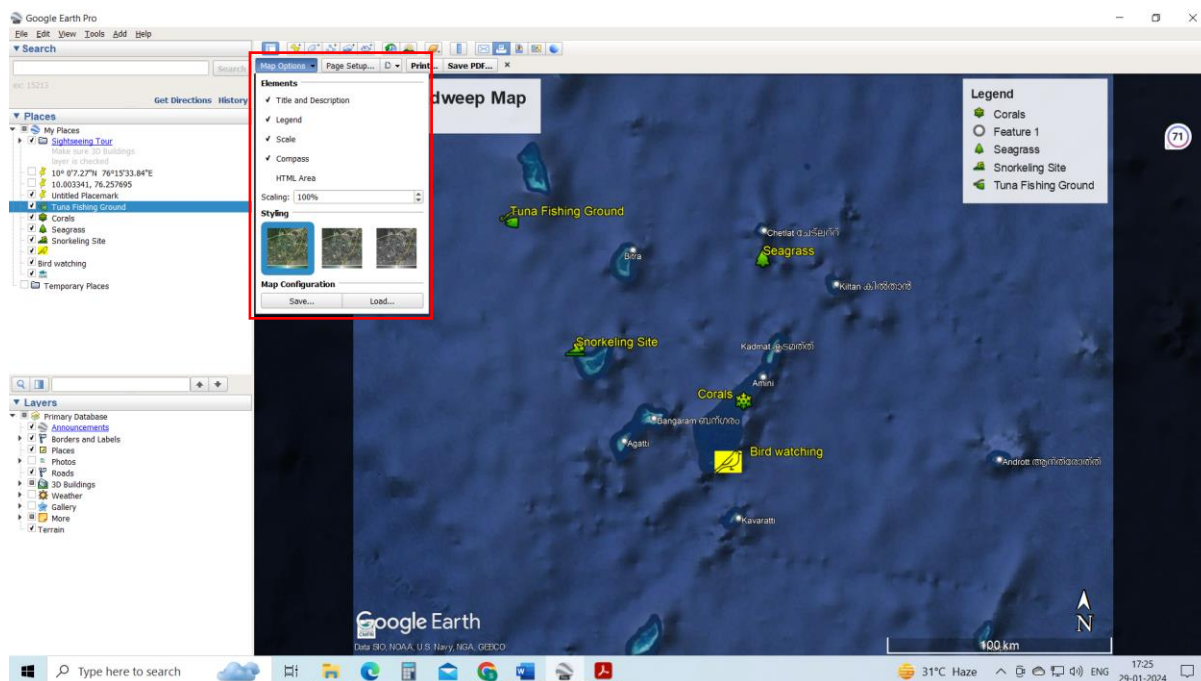 Google Earth Pro
File Edit View Tools Add Help
Search
Search
ex: 15213
Get Directions History
Places
My Places
Sightseeing Tour
Make sure 3D Buildings
layer is checked
10° 0'7.27"N 76°15'33.84"E
10.003341, 76.257695
Untitled Placemark
Tuna Fishing Ground
Corals
Seagrass
Snorkeling Site
Bird watching
Temporary Places
Layers
Primary Database
Announcements
Borders and Labels
Places
Photos
Roads
3D Buildings
Weather
Gallery
More
Terrain
Map Options Page Setup... Print... Save PDF...
Elements
Title and Description
Legend
Scale
Compass
HTML Area
Scaling: 100%
Styling
Map Configuration
Save... Load...
dweep Map
Legend
Corals
Feature 1
Seagrass
Snorkeling Site
Tuna Fishing Ground
71
Tuna Fishing Ground
Chetlat
Seagrass
Bitra
Kiltan കിൽതാൻ
Snorkeling Site
Kadmat
Amini
Corals
Bangaram ബന്ഗരം
Agatti
Bird watching
Andrott
Kavaratti
Google Earth
Data SIO, NOAA, U.S. Navy, NGA, GEBCO
N
100 km
Type here to search
31°C Haze
ENG
17:25
29-01-2024